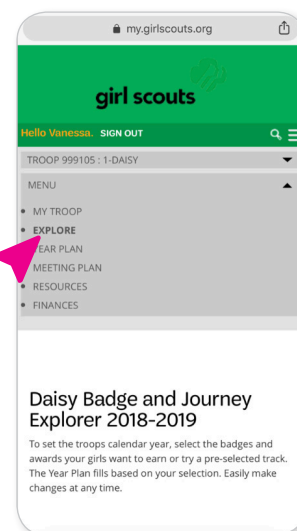 my.girlscouts.org
girl scouts
Hello Vanessa. SIGN OUT
TROOP 999105 : 1-DAISY
MENU
MY TROOP
EXPLORE
YEAR PLAN
MEETING PLAN
RESOURCES
FINANCES
Daisy Badge and Journey
Explorer 2018-2019
To set the troops calendar year, select the badges and
awards your girls want to earn or try a pre-selected track.
The Year Plan fills based on your selection. Easily make
changes at any time.